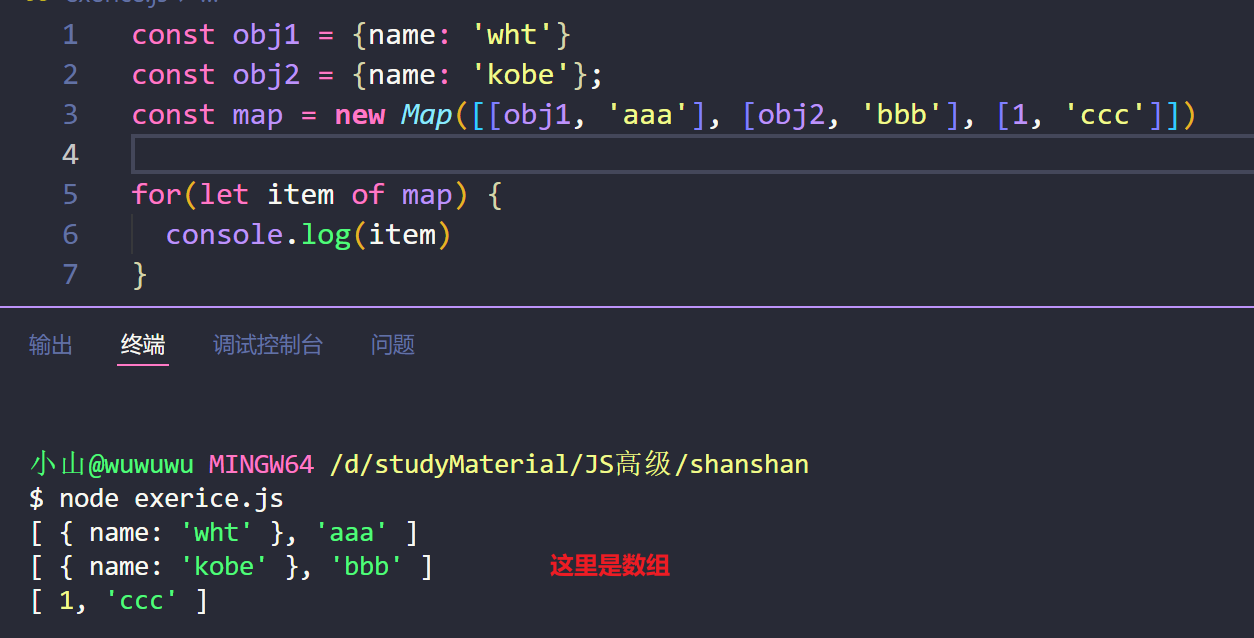 1 const obj1 = {name: 'wht'}
2 const obj2 = {name: 'kobe'};
3 const map = new Map([[obj1, 'aaa'], [obj2, 'bbb'], [1, 'ccc']])
4
5 for(let item of map) {
6 console.log(item)
7 }
输出 终端 调试控制台 问题
小山@wuwuwu MINGW64 /d/studyMaterial/JS高级/shanshan
$ node exerice.js
[ { name: 'wht' }, 'aaa' ]
[ { name: 'kobe' }, 'bbb' ] 这里是数组
[ 1, 'ccc' ]